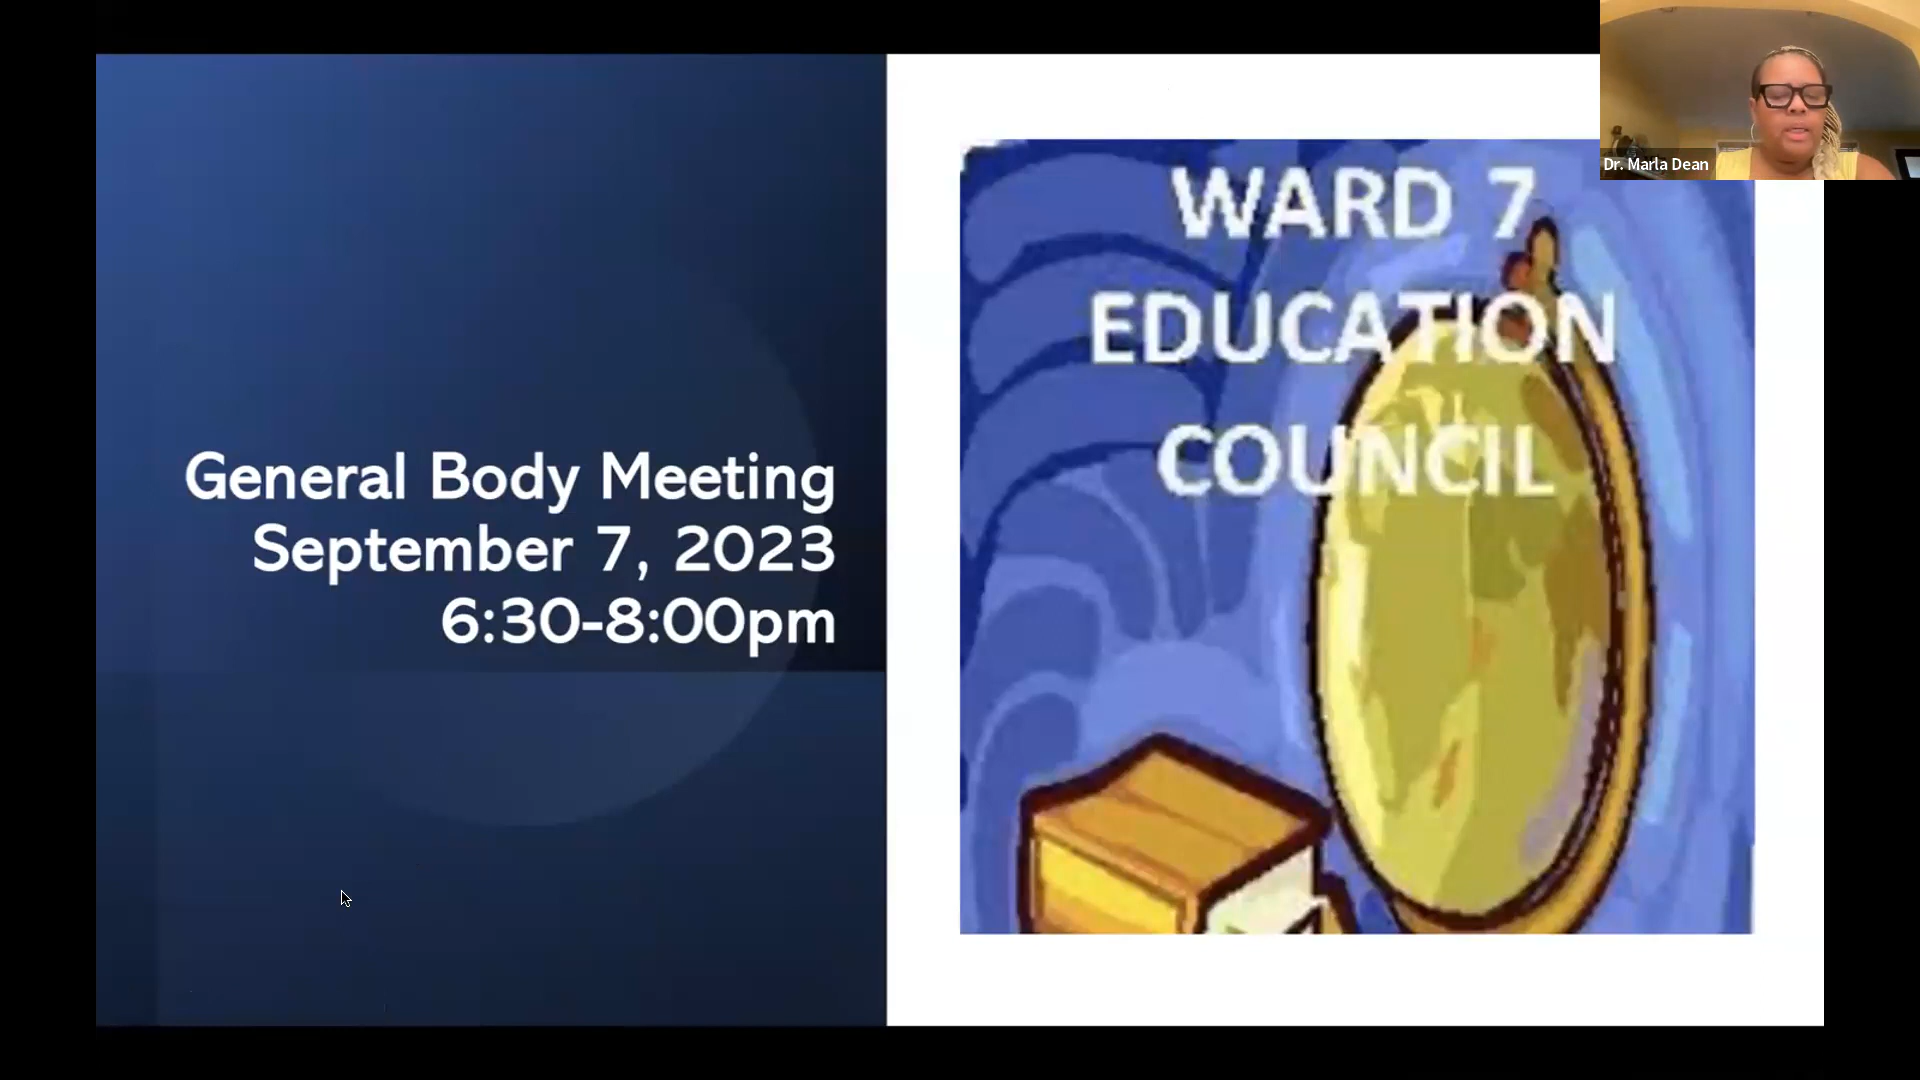 General Body Meeting
September 7, 2023
6:30-8:00pm
WARD 7
EDUCATION
COUNCIL
Dr. Marla Dean